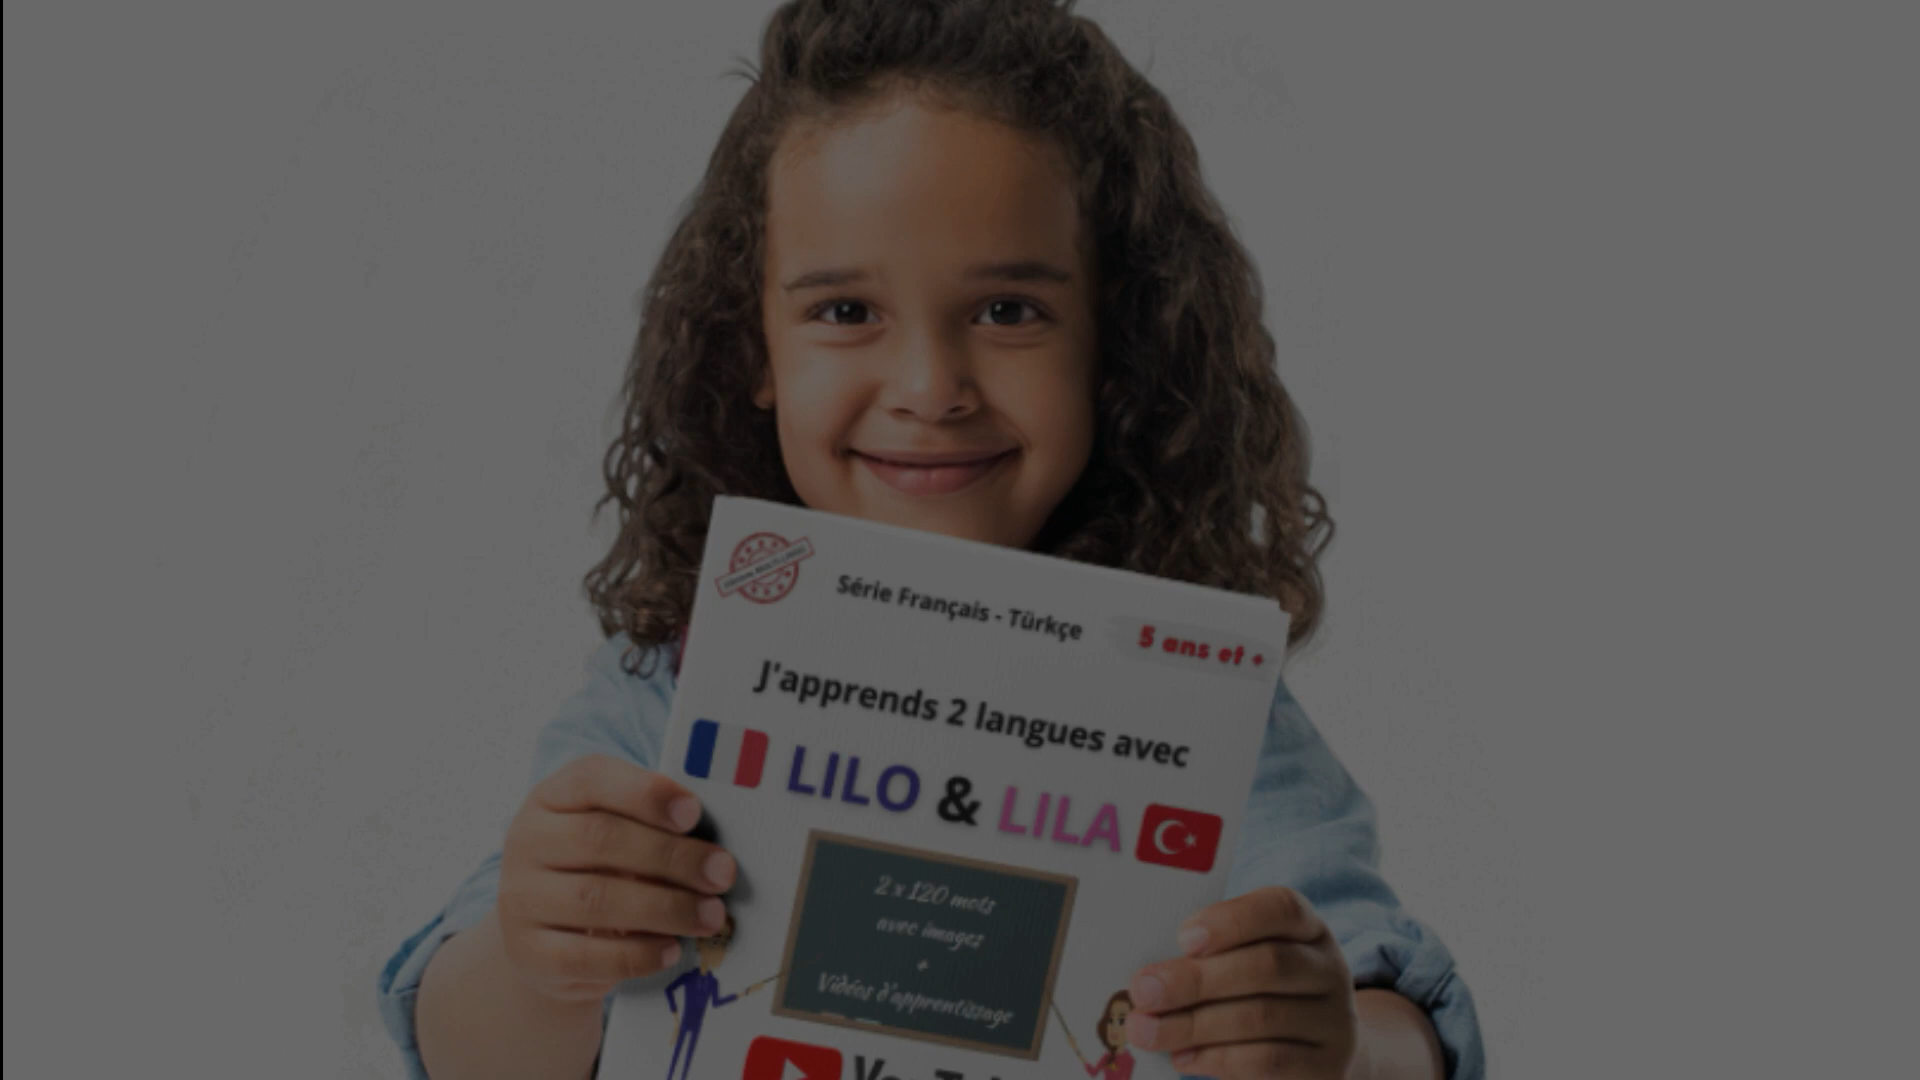 Série Français - Türkçe
5 ans et +
J'apprends 2 langues avec
LILO & LILA
2 x 120 mots
avec images
+
Vidéos d'apprentissage